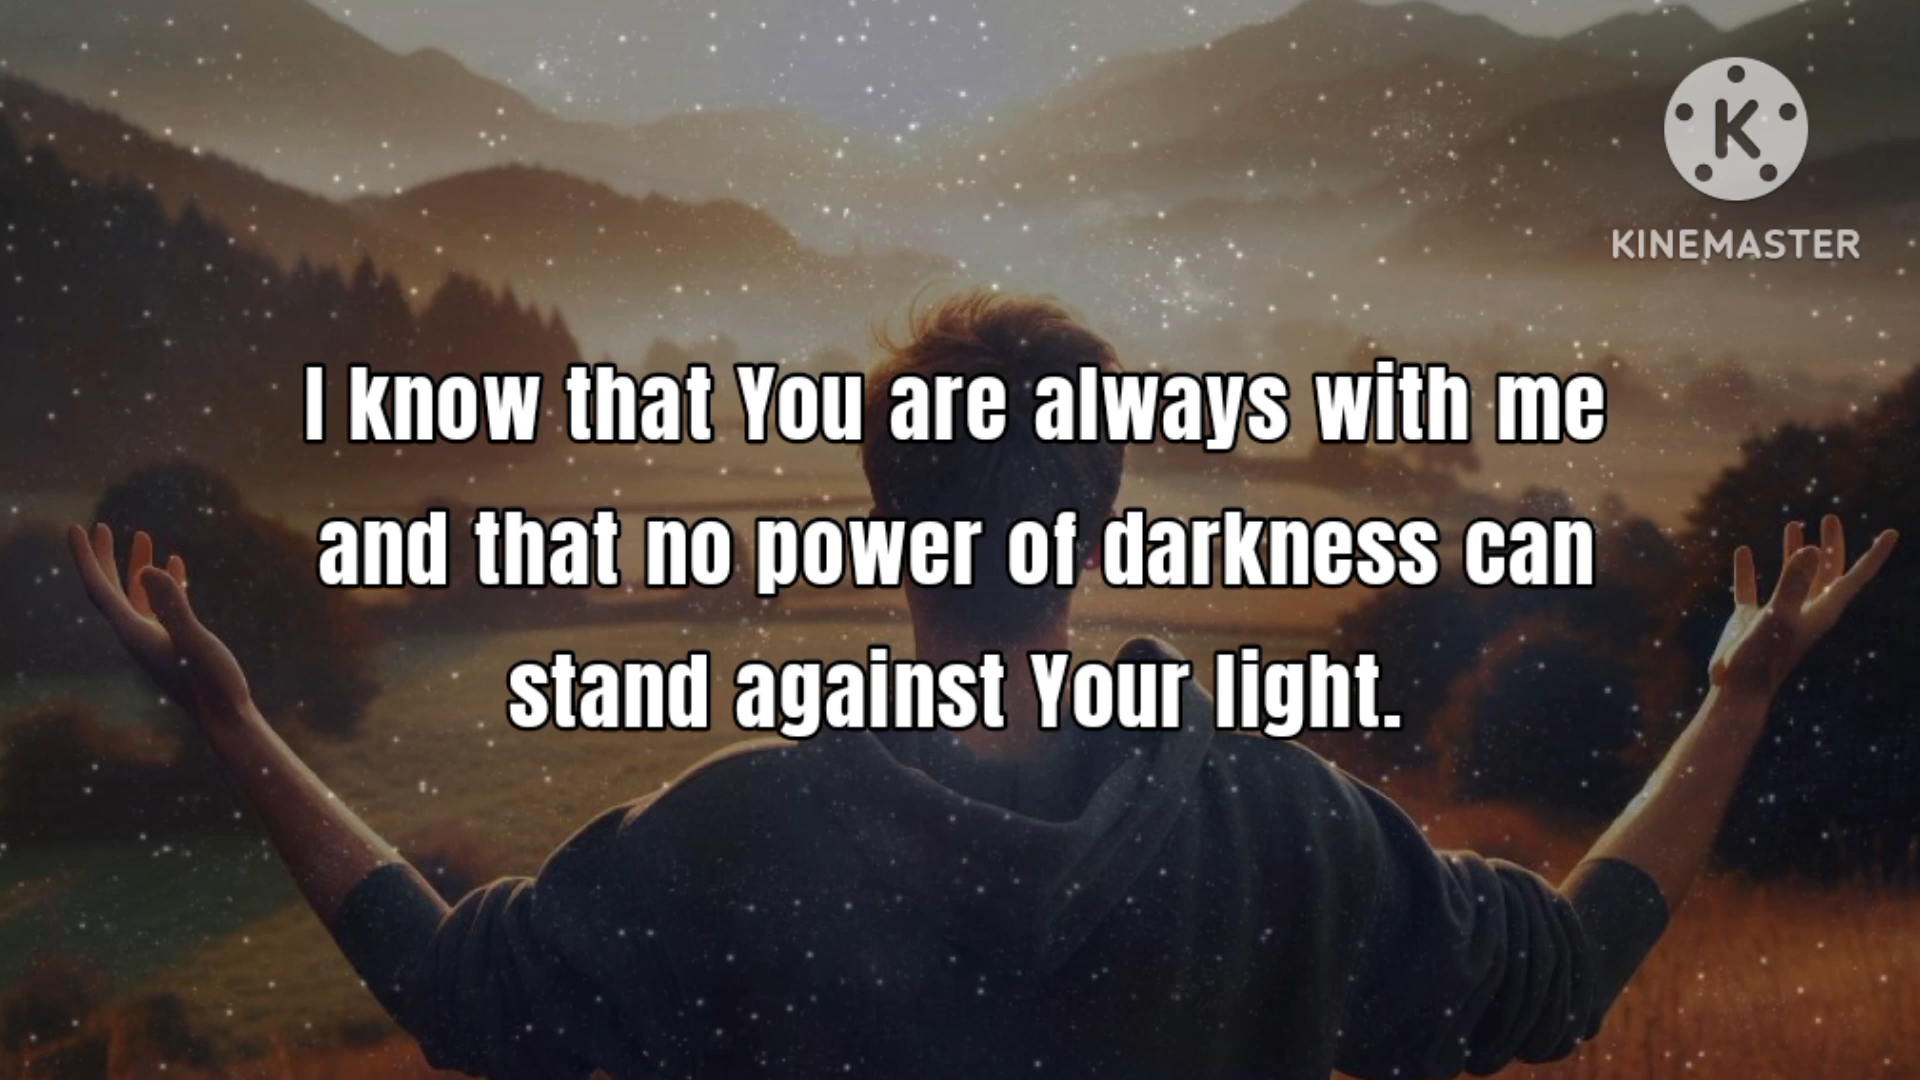 K
KINEMASTER
I know that You are always with me
and that no power of darkness can
stand against Your light.